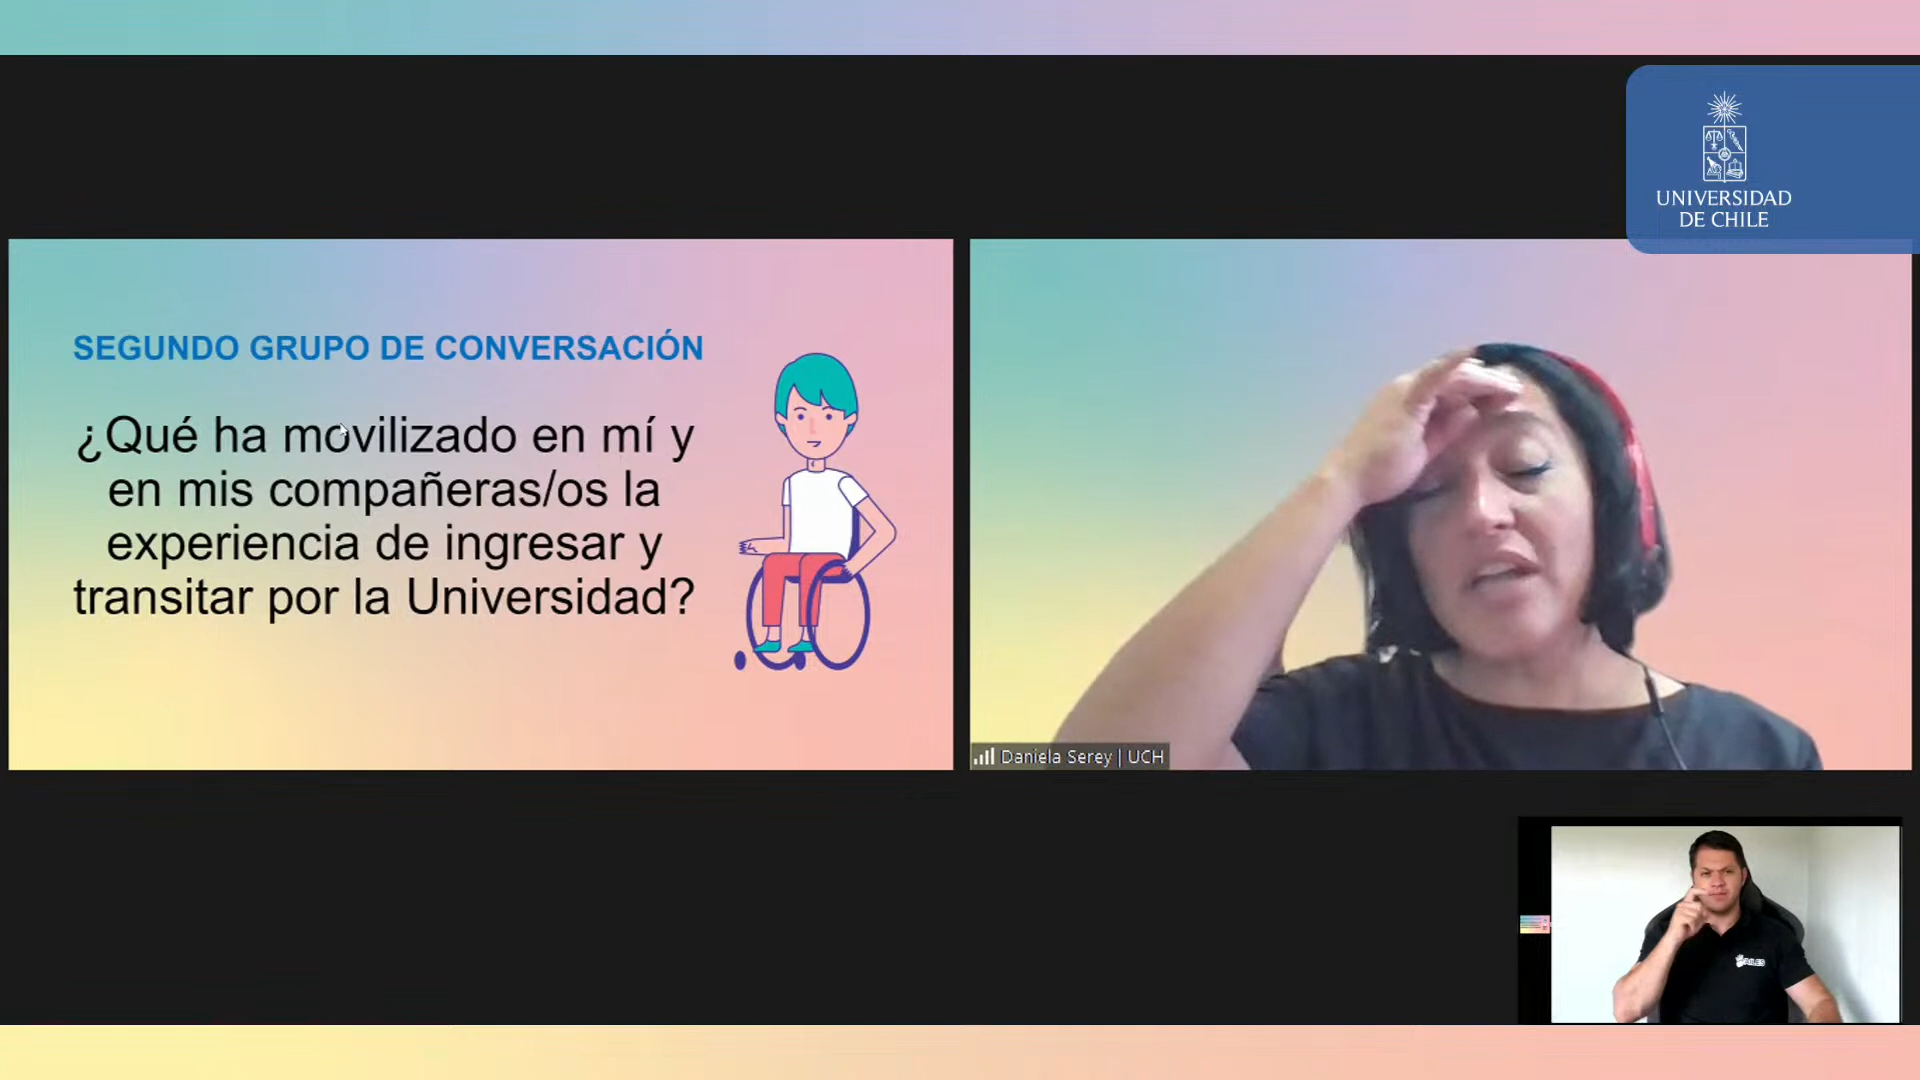 UNIVERSIDAD
DE CHILE
SEGUNDO GRUPO DE CONVERSACIÓN
¿Qué ha movilizado en mí y
en mis compañeras/os la
experiencia de ingresar y
transitar por la Universidad?
Daniela Serey | UCH